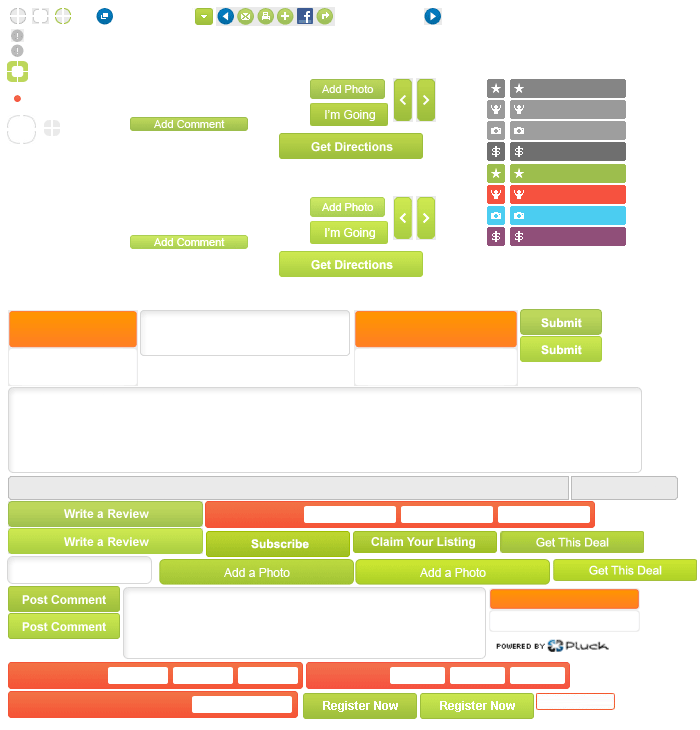 Add Photo
I'm Going
Add Comment
Get Directions
Add Photo
I'm Going
Add Comment
Get Directions
Submit
Submit
Write a Review
Write a Review
Subscribe
Claim Your Listing
Get This Deal
Add a Photo
Add a Photo
Get This Deal
Post Comment
Post Comment
POWERED BY Pluck
Register Now
Register Now